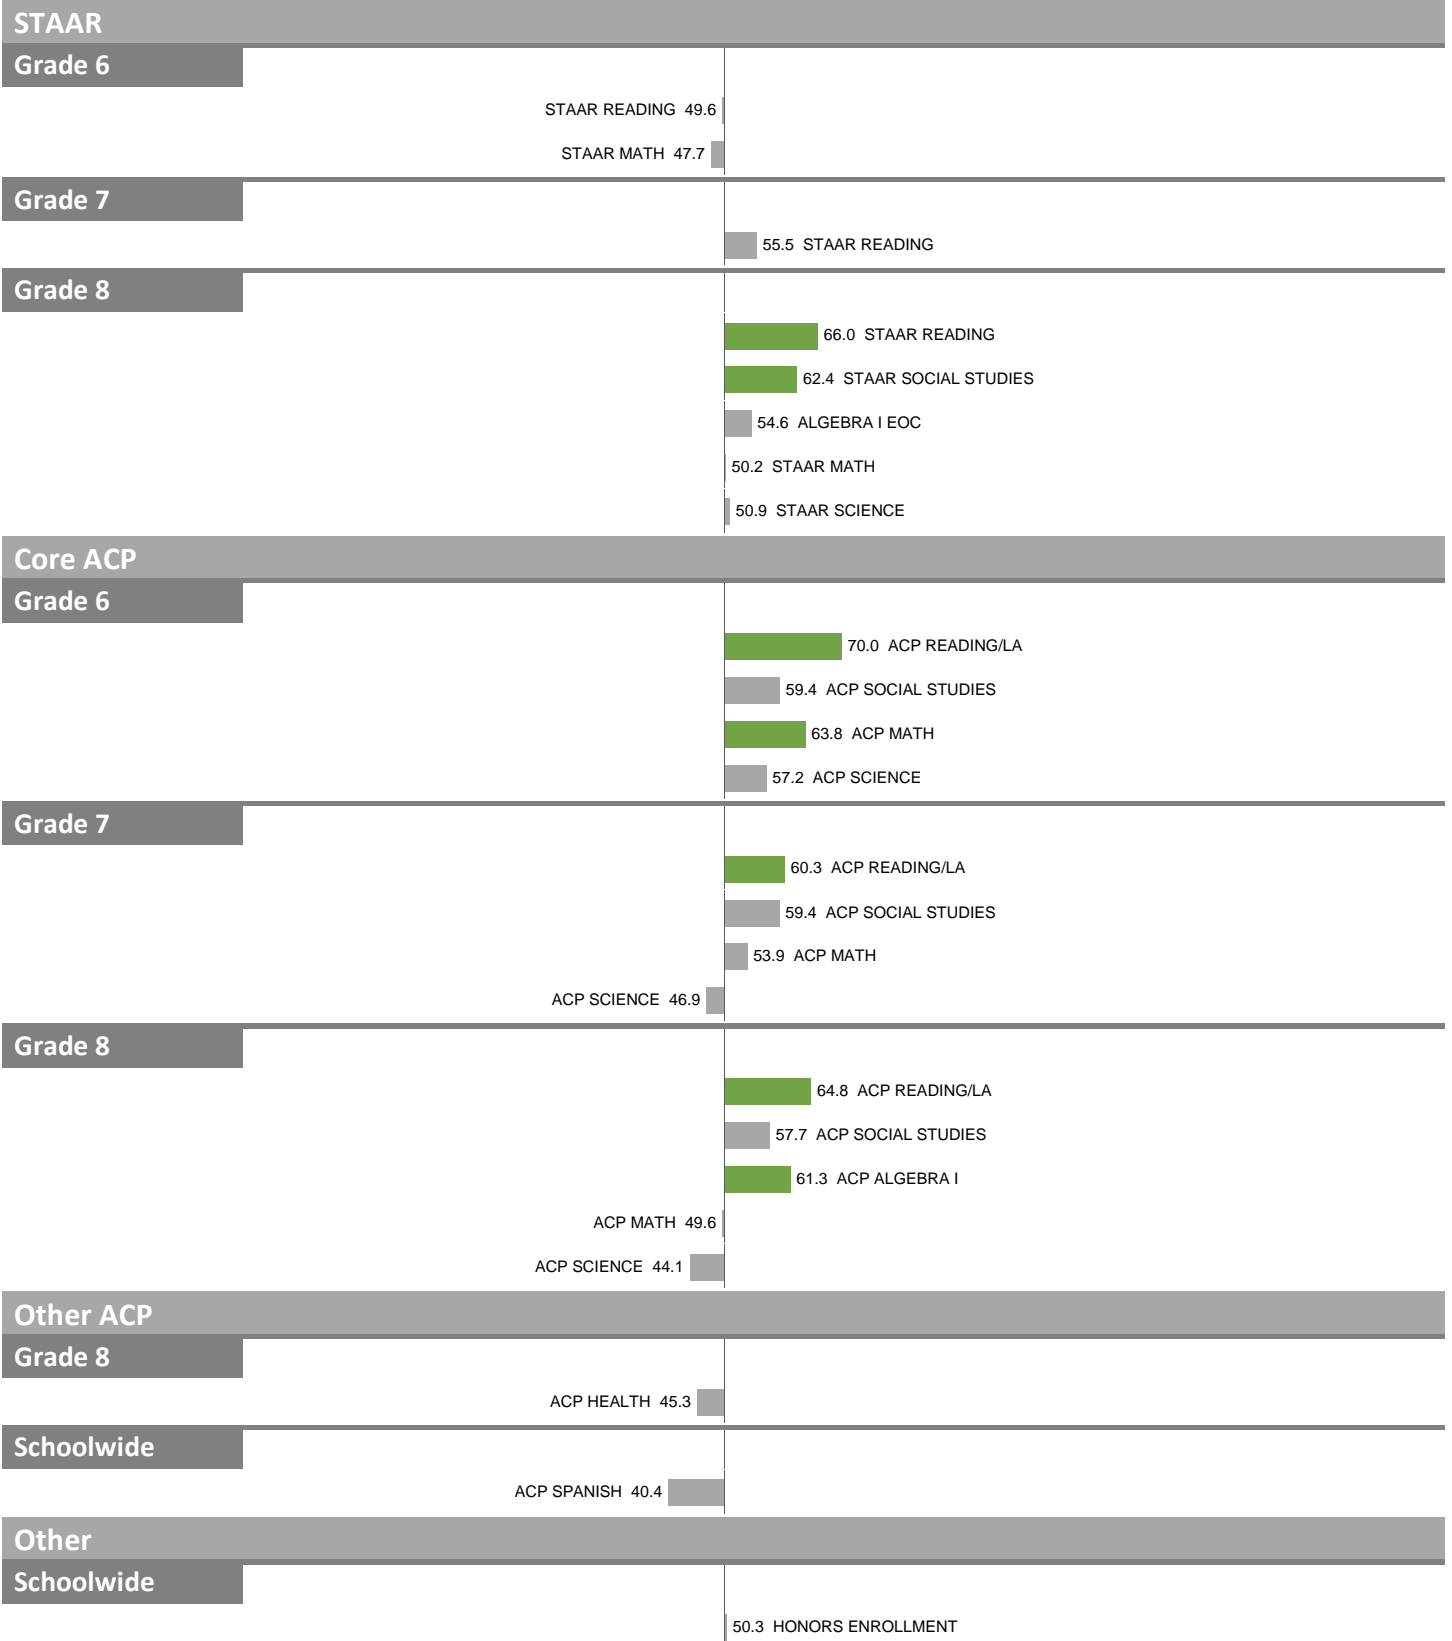 STAAR
Grade 6
STAAR READING 49.6
STAAR MATH 47.7
Grade 7
55.5 STAAR READING
Grade 8
66.0 STAAR READING
62.4 STAAR SOCIAL STUDIES
54.6 ALGEBRA I EOC
50.2 STAAR MATH
50.9 STAAR SCIENCE
Core ACP
Grade 6
70.0 ACP READING/LA
59.4 ACP SOCIAL STUDIES
63.8 ACP MATH
57.2 ACP SCIENCE
Grade 7
60.3 ACP READING/LA
59.4 ACP SOCIAL STUDIES
53.9 ACP MATH
ACP SCIENCE 46.9
Grade 8
64.8 ACP READING/LA
57.7 ACP SOCIAL STUDIES
61.3 ACP ALGEBRA I
ACP MATH 49.6
ACP SCIENCE 44.1
Other ACP
Grade 8
ACP HEALTH 45.3
Schoolwide
ACP SPANISH 40.4
Other
Schoolwide
50.3 HONORS ENROLLMENT